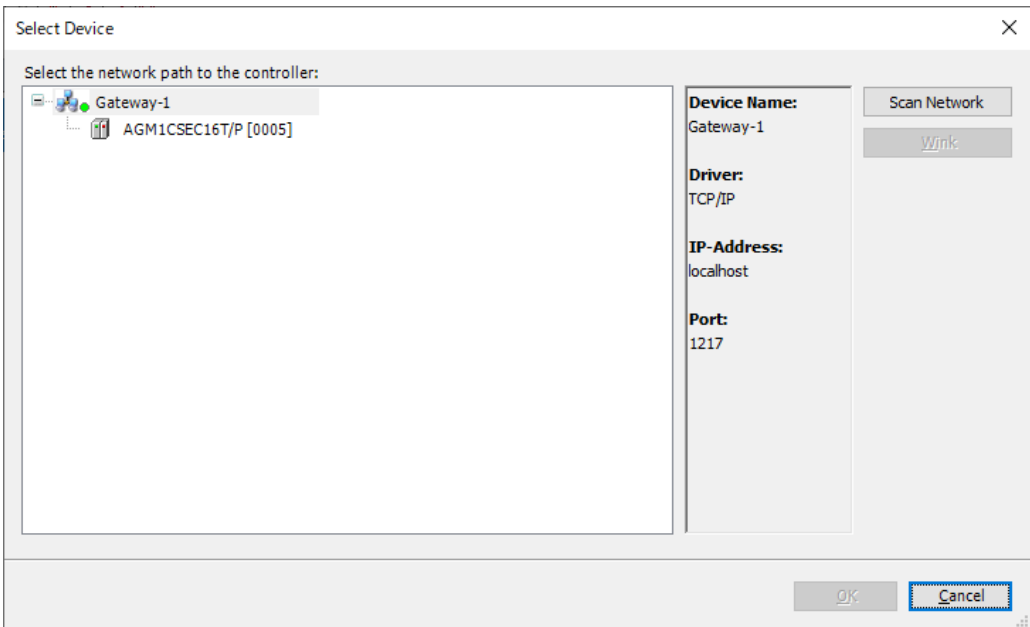 Select Device
Select the network path to the controller:
Gateway-1
AGM1CSEC16T/P [0005]
Device Name:
Gateway-1
Driver:
TCP/IP
IP-Address:
localhost
Port:
1217
Scan Network
Wink
OK
Cancel